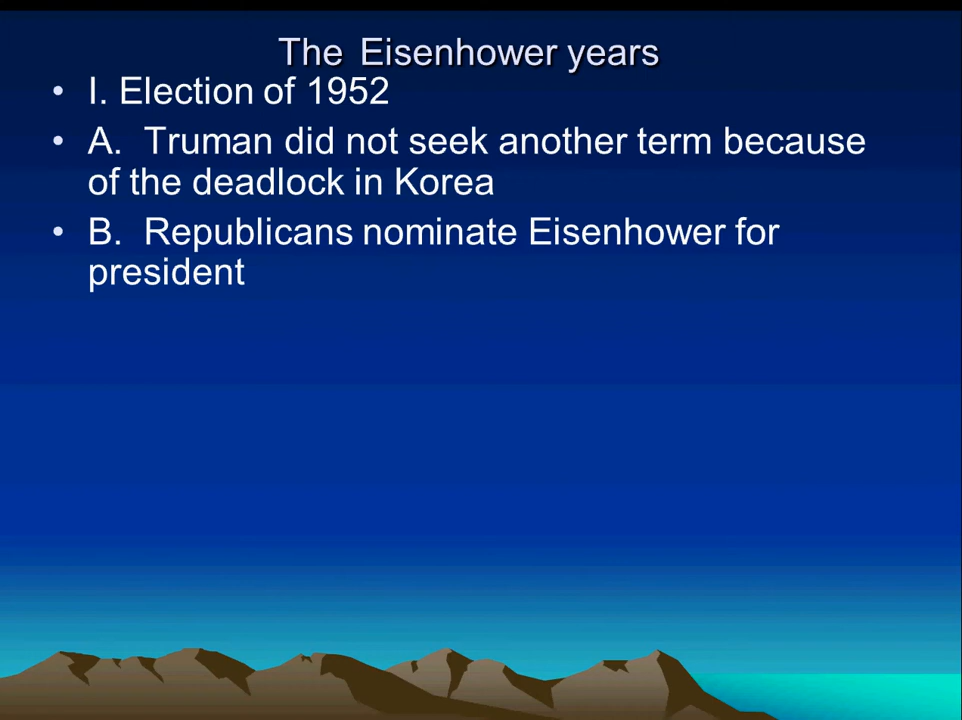 The Eisenhower years
• I. Election of 1952
• A. Truman did not seek another term because
of the deadlock in Korea
• B. Republicans nominate Eisenhower for
president